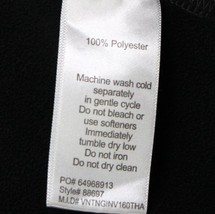 100% Polyester
Machine wash cold
separately
in gentle cycle
Do not bleach or
use softeners
Immediately
tumble dry low
Do not iron
Do not dry clean
PO# 64968913
Style# 88697
M.I.D# VNTNGINV160THA